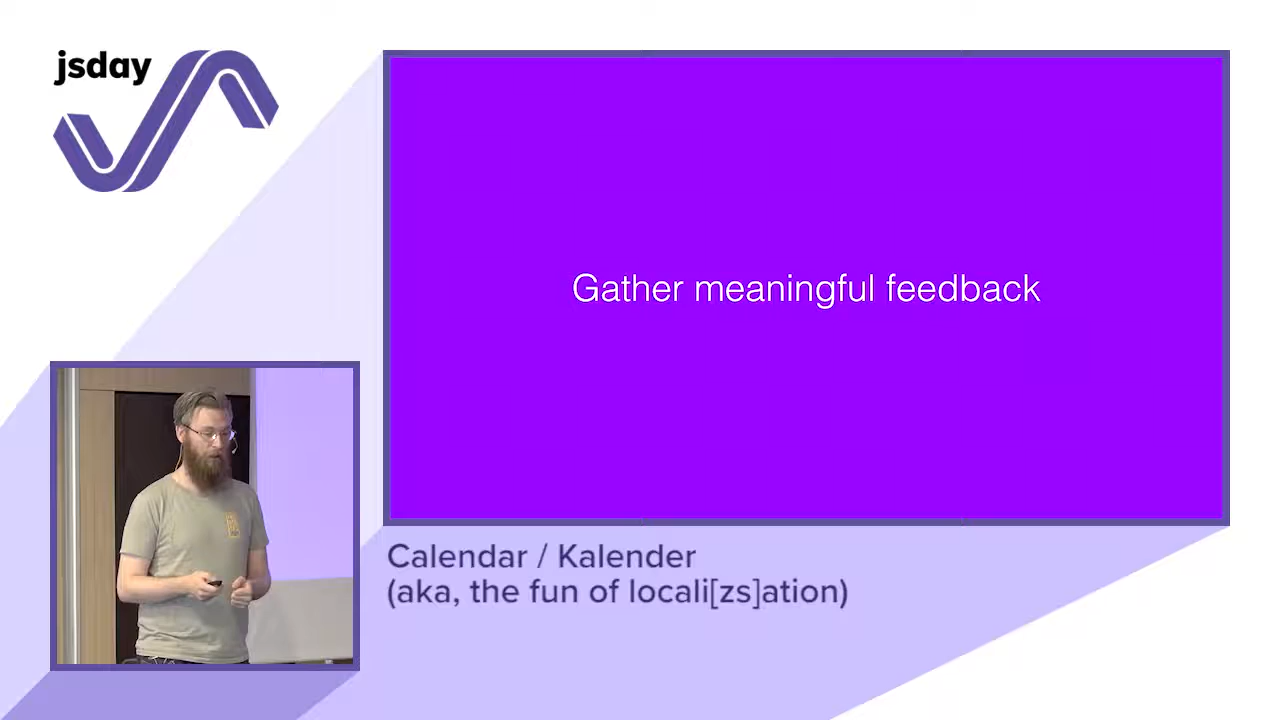 jsday
Gather meaningful feedback
Calendar / Kalender
(aka, the fun of locali[zs]ation)